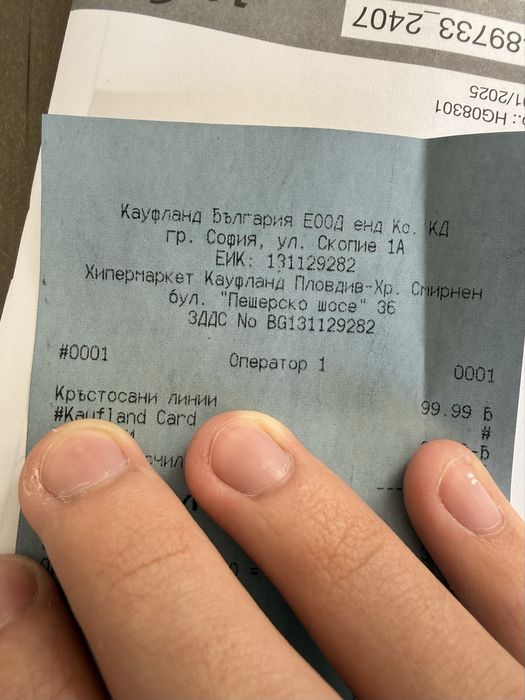 89733_2407
01/2025
o.: HG08301
Кауфланд България ЕООД енд Ко. КД
гр. София, ул. Скопие 1А
ЕИК: 131129282
Хипермаркет Кауфланд Пловдив-Хр. Смирнен
бул. "Пещерско шосе" 36
ЗДДС No BG131129282
#0001 Оператор 1 0001
Кръстосани линии 99.99 Б
#Kaufland Card #